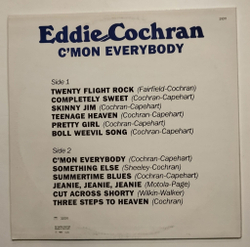 Eddie Cochran
C'MON EVERYBODY
Side 1
TWENTY FLIGHT ROCK (Fairfield-Cochran)
COMPLETELY SWEET (Cochran-Capehart)
SKINNY JIM (Cochran-Capehart)
TEENAGE HEAVEN (Cochran-Capehart)
PRETTY GIRL (Cochran-Capehart)
BOLL WEEVIL SONG (Cochran-Capehart)
Side 2
C'MON EVERYBODY (Cochran-Capehart)
SOMETHING ELSE (Sheeley-Cochran)
SUMMERTIME BLUES (Cochran-Capehart)
JEANIE, JEANIE, JEANIE (Motola-Page)
CUT ACROSS SHORTY (Wilkin-Walker)
THREE STEPS TO HEAVEN (Cochran)